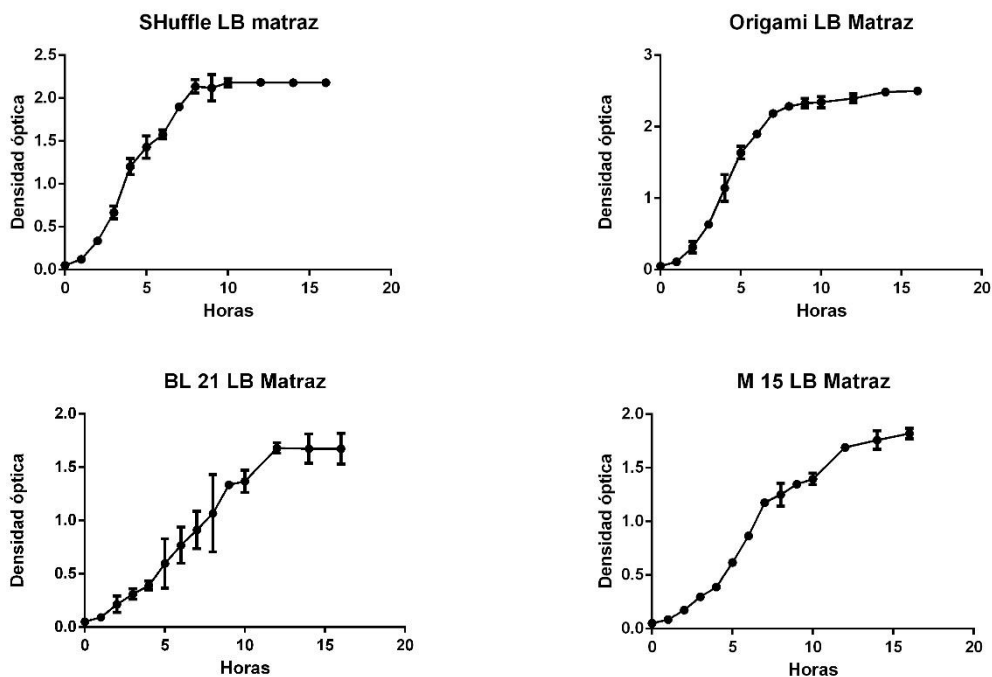 SHuffle LB matraz
Densidad óptica
2.5
2.0
1.5
1.0
0.5
0.0
0 5 10 15 20
Horas
Origami LB Matraz
Densidad óptica
3
2
1
0
0 5 10 15 20
Horas
BL 21 LB Matraz
Densidad óptica
2.0
1.5
1.0
0.5
0.0
0 5 10 15 20
Horas
M 15 LB Matraz
Densidad óptica
2.0
1.5
1.0
0.5
0.0
0 5 10 15 20
Horas